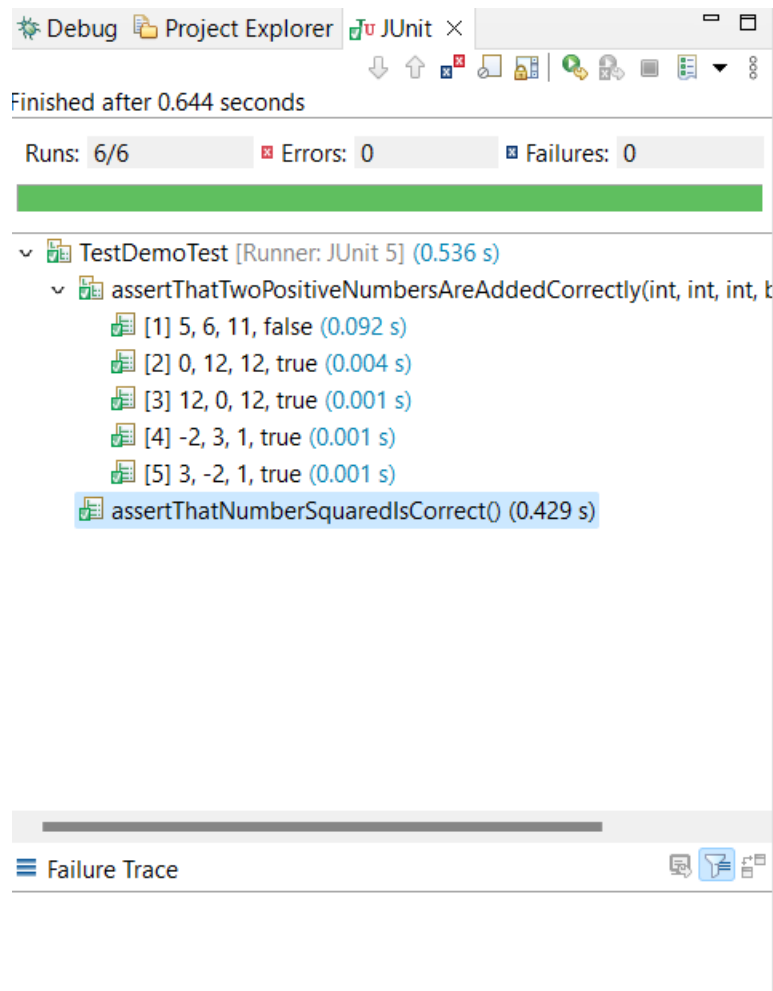 Debug Project Explorer JUnit
Finished after 0.644 seconds
Runs: 6/6 Errors: 0 Failures: 0
TestDemoTest [Runner: JUnit 5] (0.536 s)
assertThatTwoPositiveNumbersAreAddedCorrectly(int, int, int, b
[1] 5, 6, 11, false (0.092 s)
[2] 0, 12, 12, true (0.004 s)
[3] 12, 0, 12, true (0.001 s)
[4] -2, 3, 1, true (0.001 s)
[5] 3, -2, 1, true (0.001 s)
assertThatNumberSquaredIsCorrect() (0.429 s)
Failure Trace